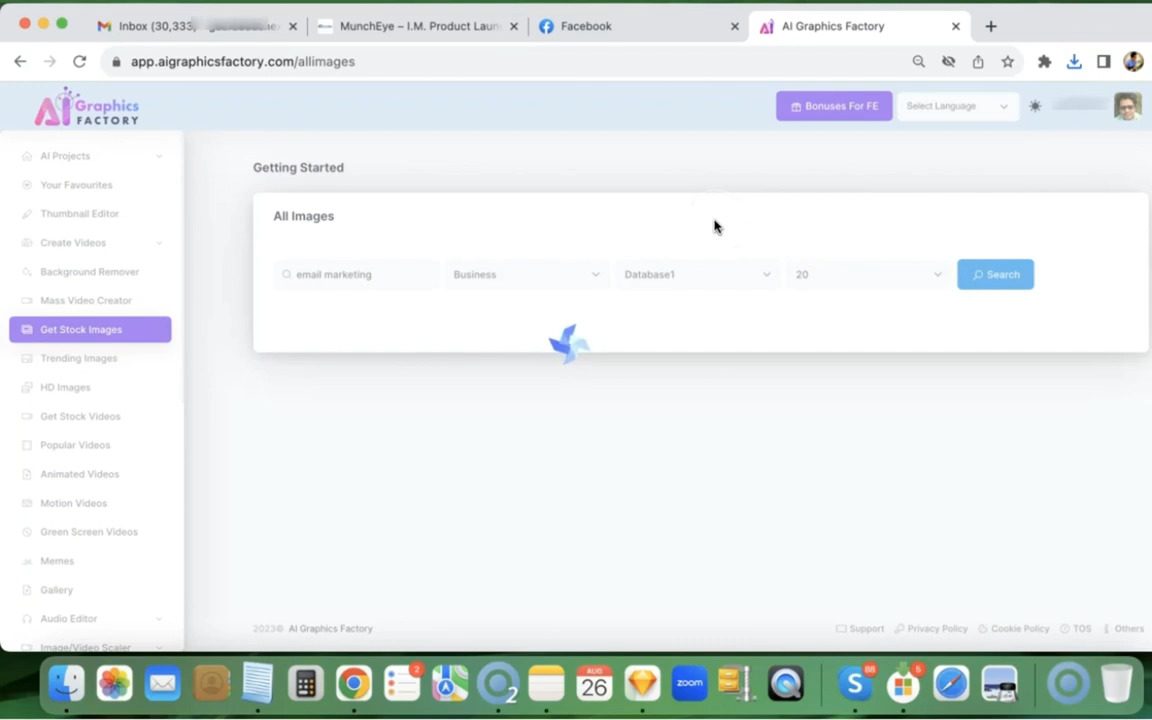 Inbox (30,333,
MunchEye – I.M. Product Laun
Facebook
AI Graphics Factory
app.aigraphicsfactory.com/allimages
AI Graphics
FACTORY
Bonuses For FE
Select Language
AI Projects
Your Favourites
Thumbnail Editor
Create Videos
Background Remover
Mass Video Creator
Get Stock Images
Trending Images
HD Images
Get Stock Videos
Popular Videos
Animated Videos
Motion Videos
Green Screen Videos
Memes
Gallery
Audio Editor
Image/Video Scaler
Getting Started
All Images
email marketing
Business
Database1
20
Search
2023© AI Graphics Factory
Support
Privacy Policy
Cookie Policy
TOS
Others
2
2
AUG
26
zoom
S
88
5